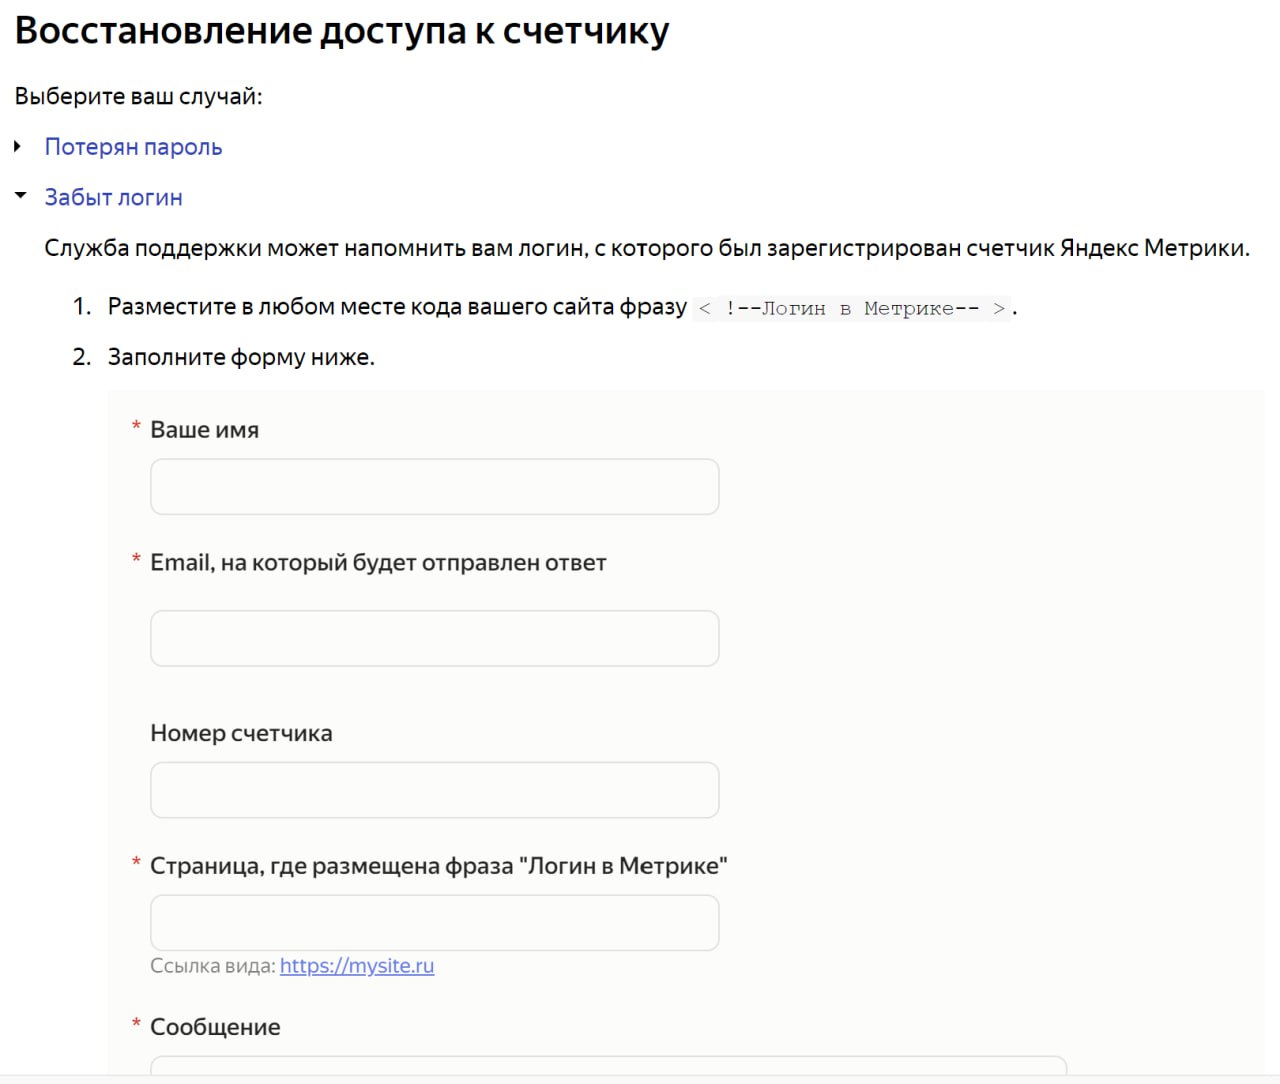 Восстановление доступа к счетчику
Выберите ваш случай:
Потерян пароль
Забыт логин
Служба поддержки может напомнить вам логин, с которого был зарегистрирован счетчик Яндекс Метрики.
1. Разместите в любом месте кода вашего сайта фразу < !--Логин в Метрике-- >.
2. Заполните форму ниже.
* Ваше имя
* Email, на который будет отправлен ответ
Номер счетчика
* Страница, где размещена фраза "Логин в Метрике"
Ссылка вида: https://mysite.ru
* Сообщение